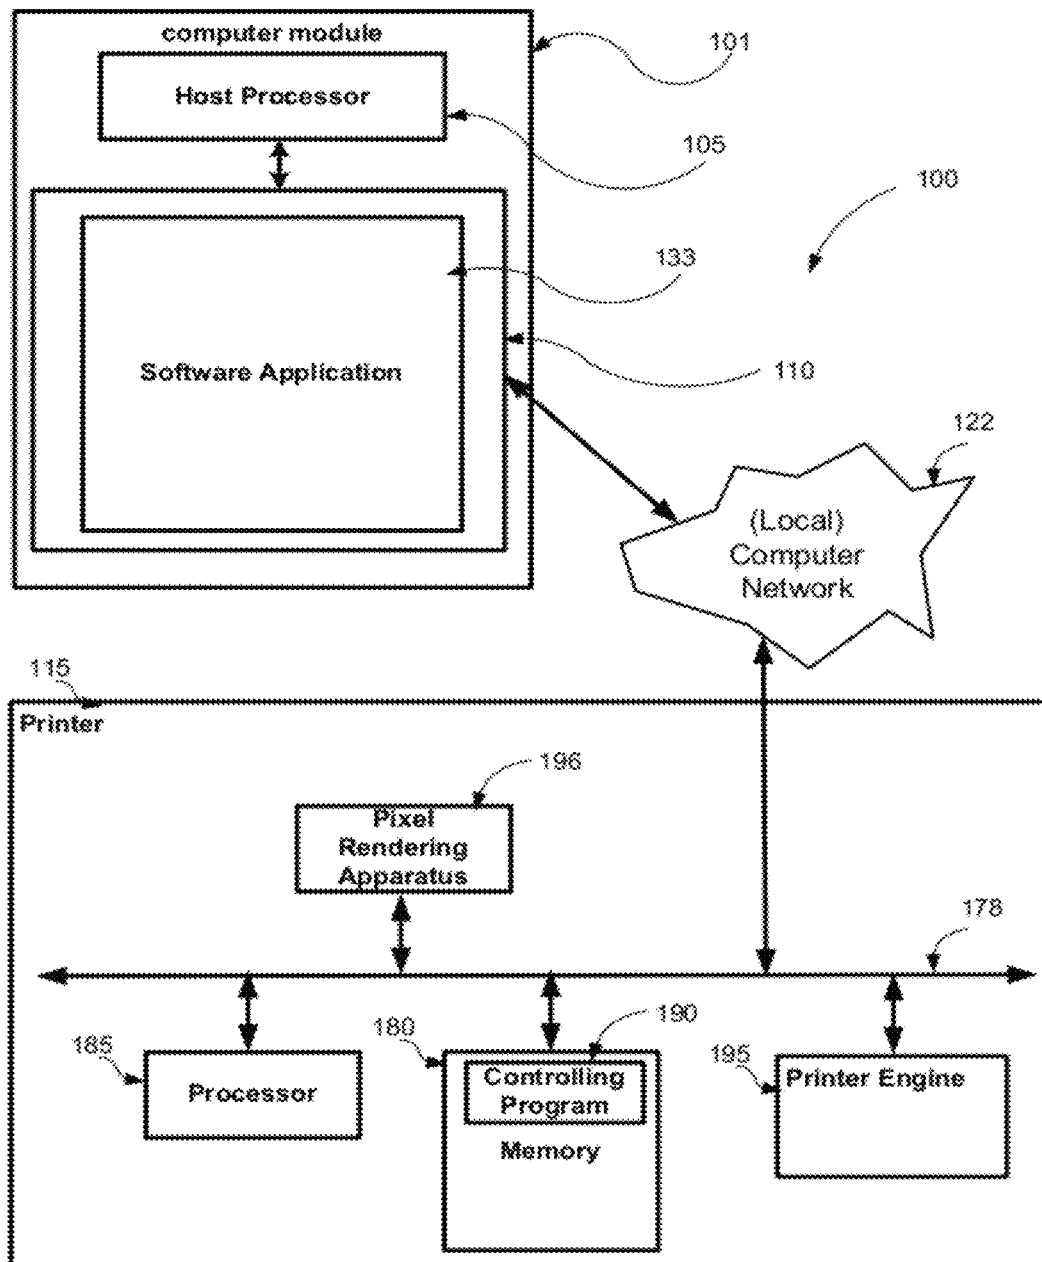 computer module
101
Host Processor
105
100
133
Software Application
110
122
(Local)
Computer
Network
115
Printer
196
Pixel
Rendering
Apparatus
178
185
Processor
180
190
Controlling
Program
Memory
195
Printer Engine